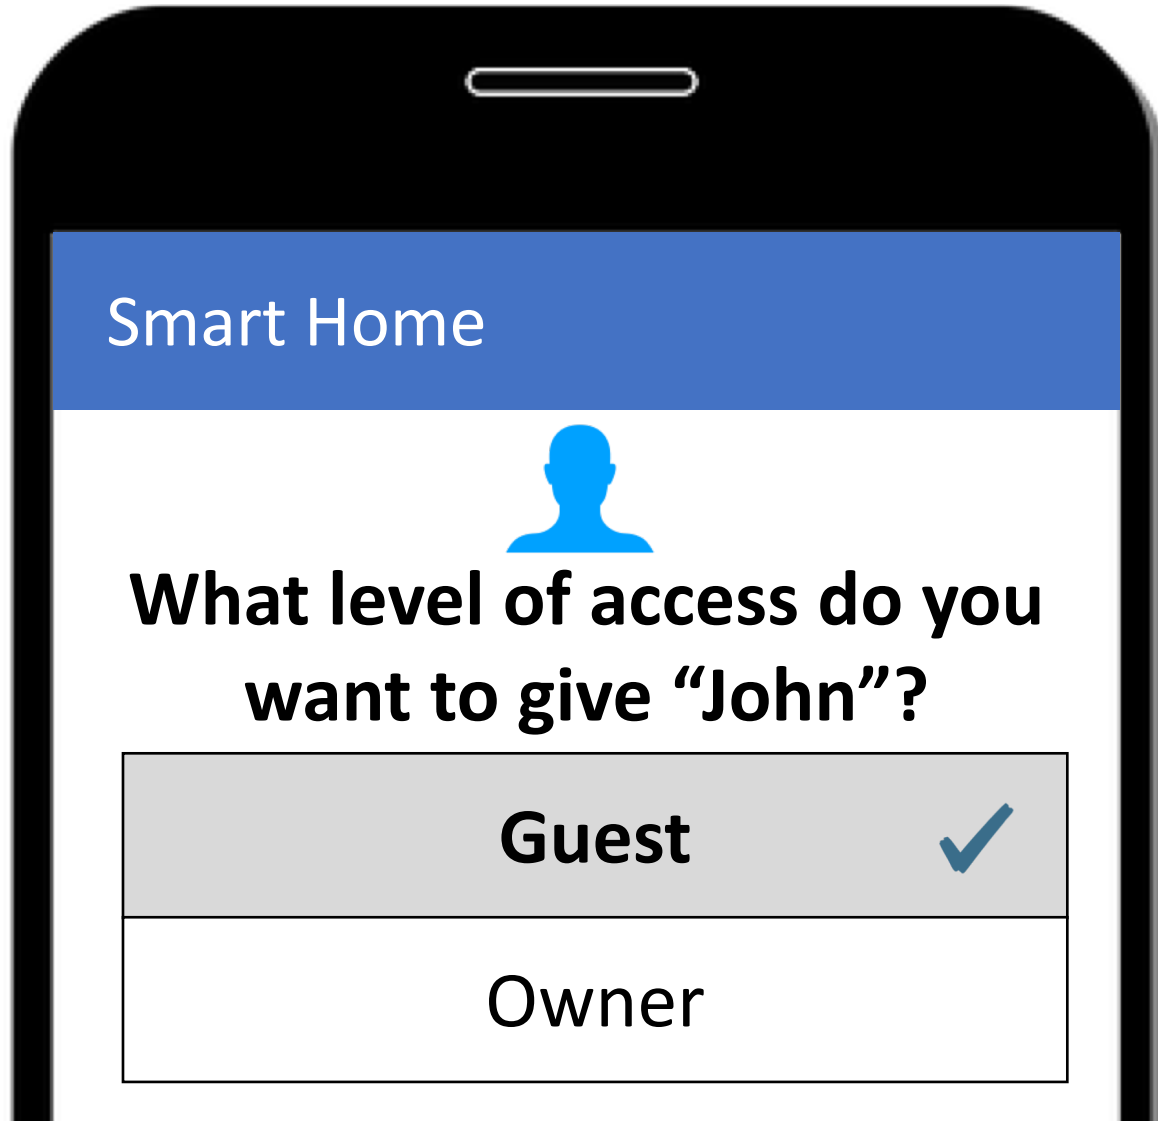 Smart Home
What level of access do you
want to give “John”?
Guest
Owner